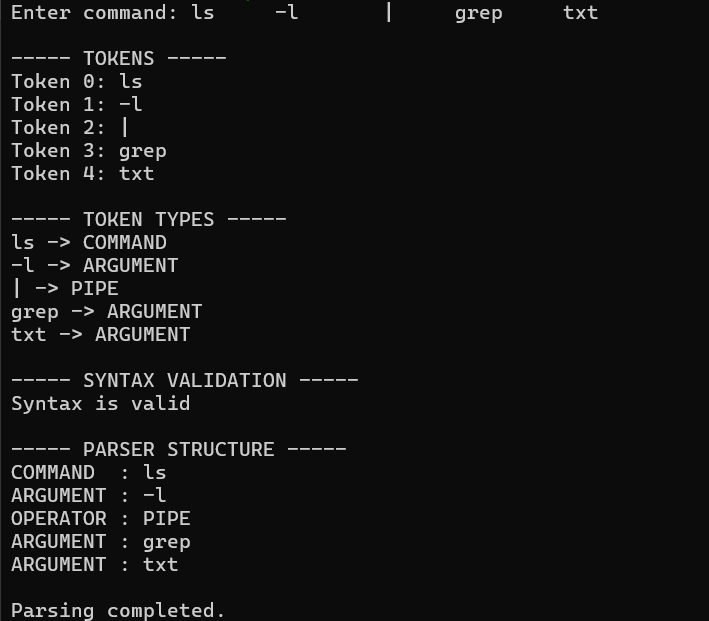 Enter command: ls     -l       |     grep     txt
----- TOKENS -----
Token 0: ls
Token 1: -l
Token 2: |
Token 3: grep
Token 4: txt
----- TOKEN TYPES -----
ls -> COMMAND
-l -> ARGUMENT
| -> PIPE
grep -> ARGUMENT
txt -> ARGUMENT
----- SYNTAX VALIDATION -----
Syntax is valid
----- PARSER STRUCTURE -----
COMMAND  : ls
ARGUMENT : -l
OPERATOR : PIPE
ARGUMENT : grep
ARGUMENT : txt
Parsing completed.